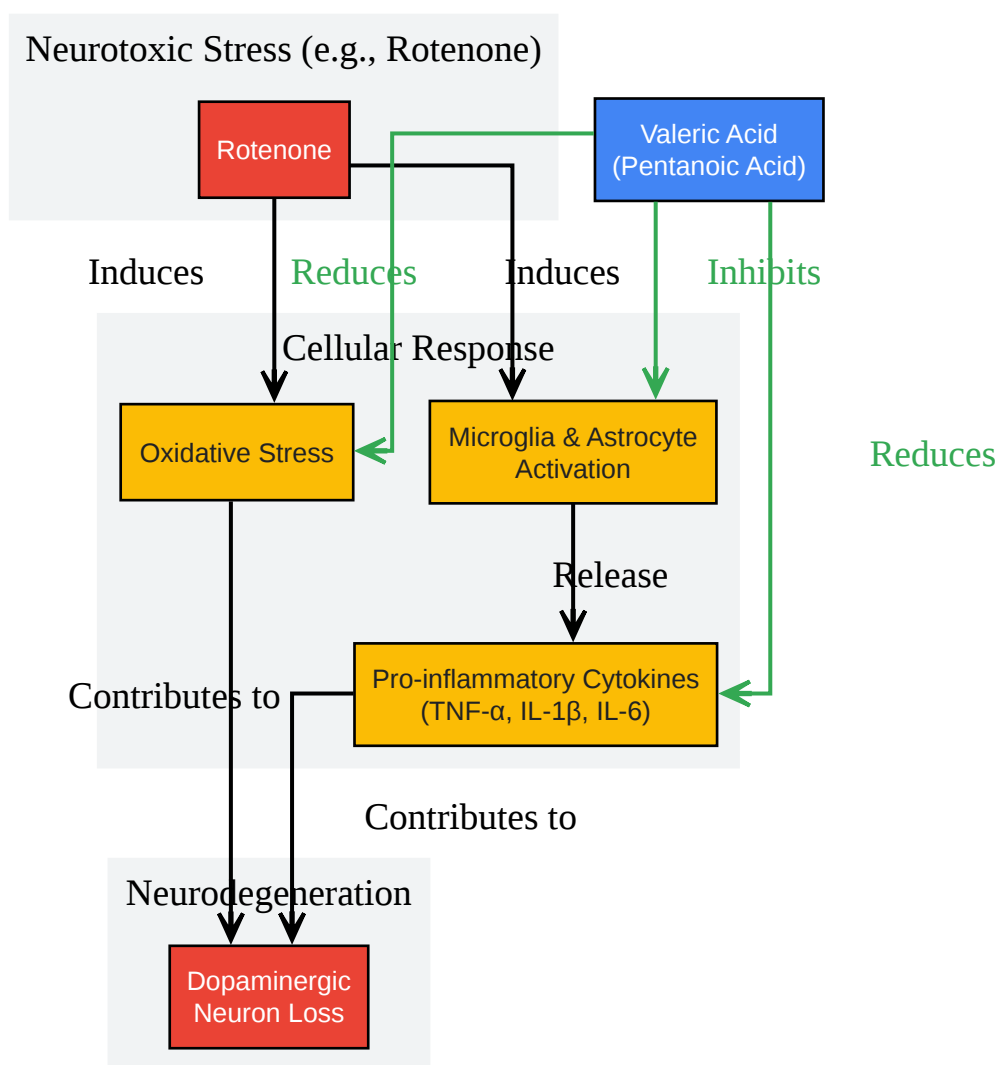 Neurotoxic Stress (e.g., Rotenone)
Rotenone
Valeric Acid
(Pentanoic Acid)
Induces
Reduces
Induces
Inhibits
Cellular Response
Oxidative Stress
Microglia & Astrocyte
Activation
Reduces
Release
Pro-inflammatory Cytokines
(TNF-α, IL-1β, IL-6)
Contributes to
Contributes to
Neurodegeneration
Dopaminergic
Neuron Loss